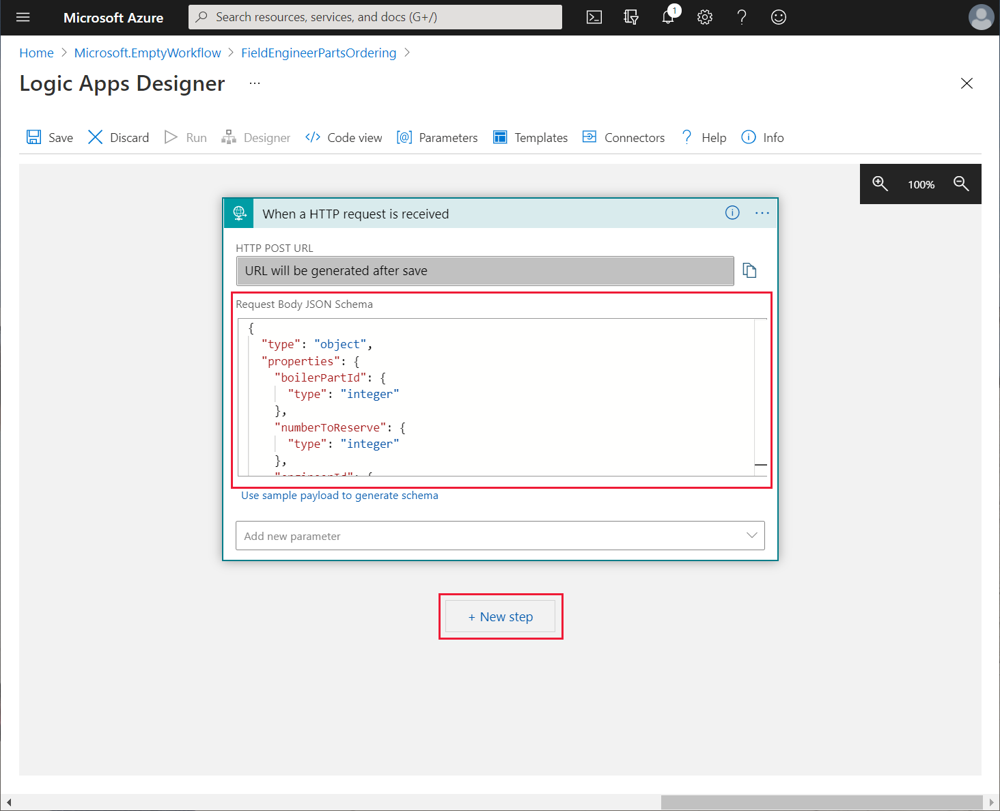 Microsoft Azure
Search resources, services, and docs (G+/)
1
Home > Microsoft.EmptyWorkflow > FieldEngineerPartsOrdering >
Logic Apps Designer ...
Save Discard Run Designer </> Code view [@] Parameters Templates Connectors ? Help Info
100%
When a HTTP request is received
HTTP POST URL
URL will be generated after save
Request Body JSON Schema
{
"type": "object",
"properties": {
"boilerPartId": {
"type": "integer"
},
"numberToReserve": {
"type": "integer"
},
"engineerId": {
Use sample payload to generate schema
Add new parameter
+ New step